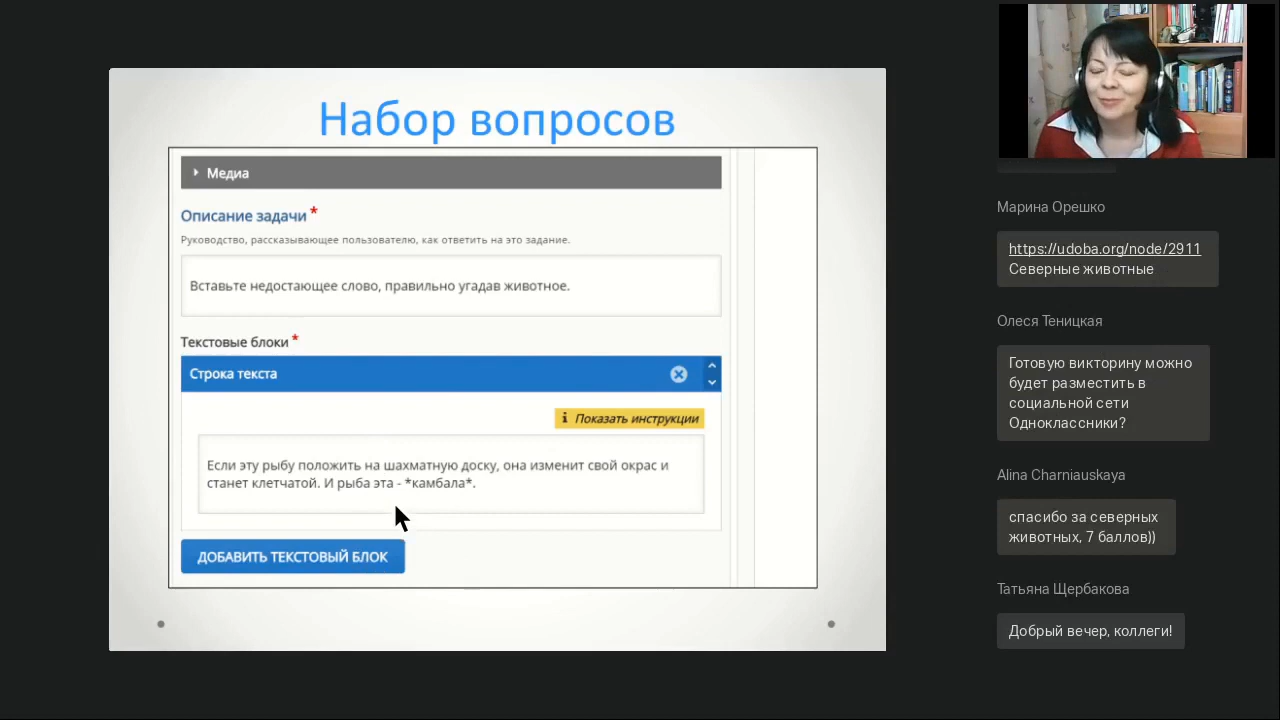 Набор вопросов
Медиа
Описание задачи *
Руководство, рассказывающее пользователю, как ответить на это задание.
Вставьте недостающее слово, правильно угадав животное.
Текстовые блоки *
Строка текста
Показать инструкции
Если эту рыбу положить на шахматную доску, она изменит свой окрас и
станет клетчатой. И рыба эта - *камбала*.
ДОБАВИТЬ ТЕКСТОВЫЙ БЛОК
Марина Орешко
https://udoba.org/node/2911
Северные животные
Олеся Теницкая
Готовую викторину можно
будет разместить в
социальной сети
Одноклассники?
Alina Charniauskaya
спасибо за северных
животных, 7 баллов))
Татьяна Щербакова
Добрый вечер, коллеги!